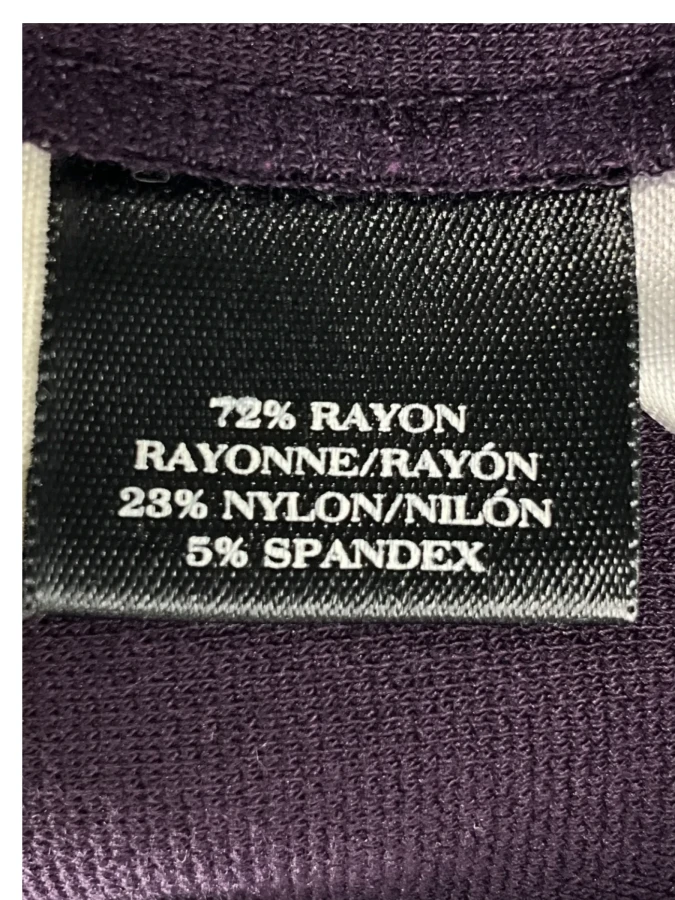 72% RAYON
RAYONNE/RAYÓN
23% NYLON/NILÓN
5% SPANDEX